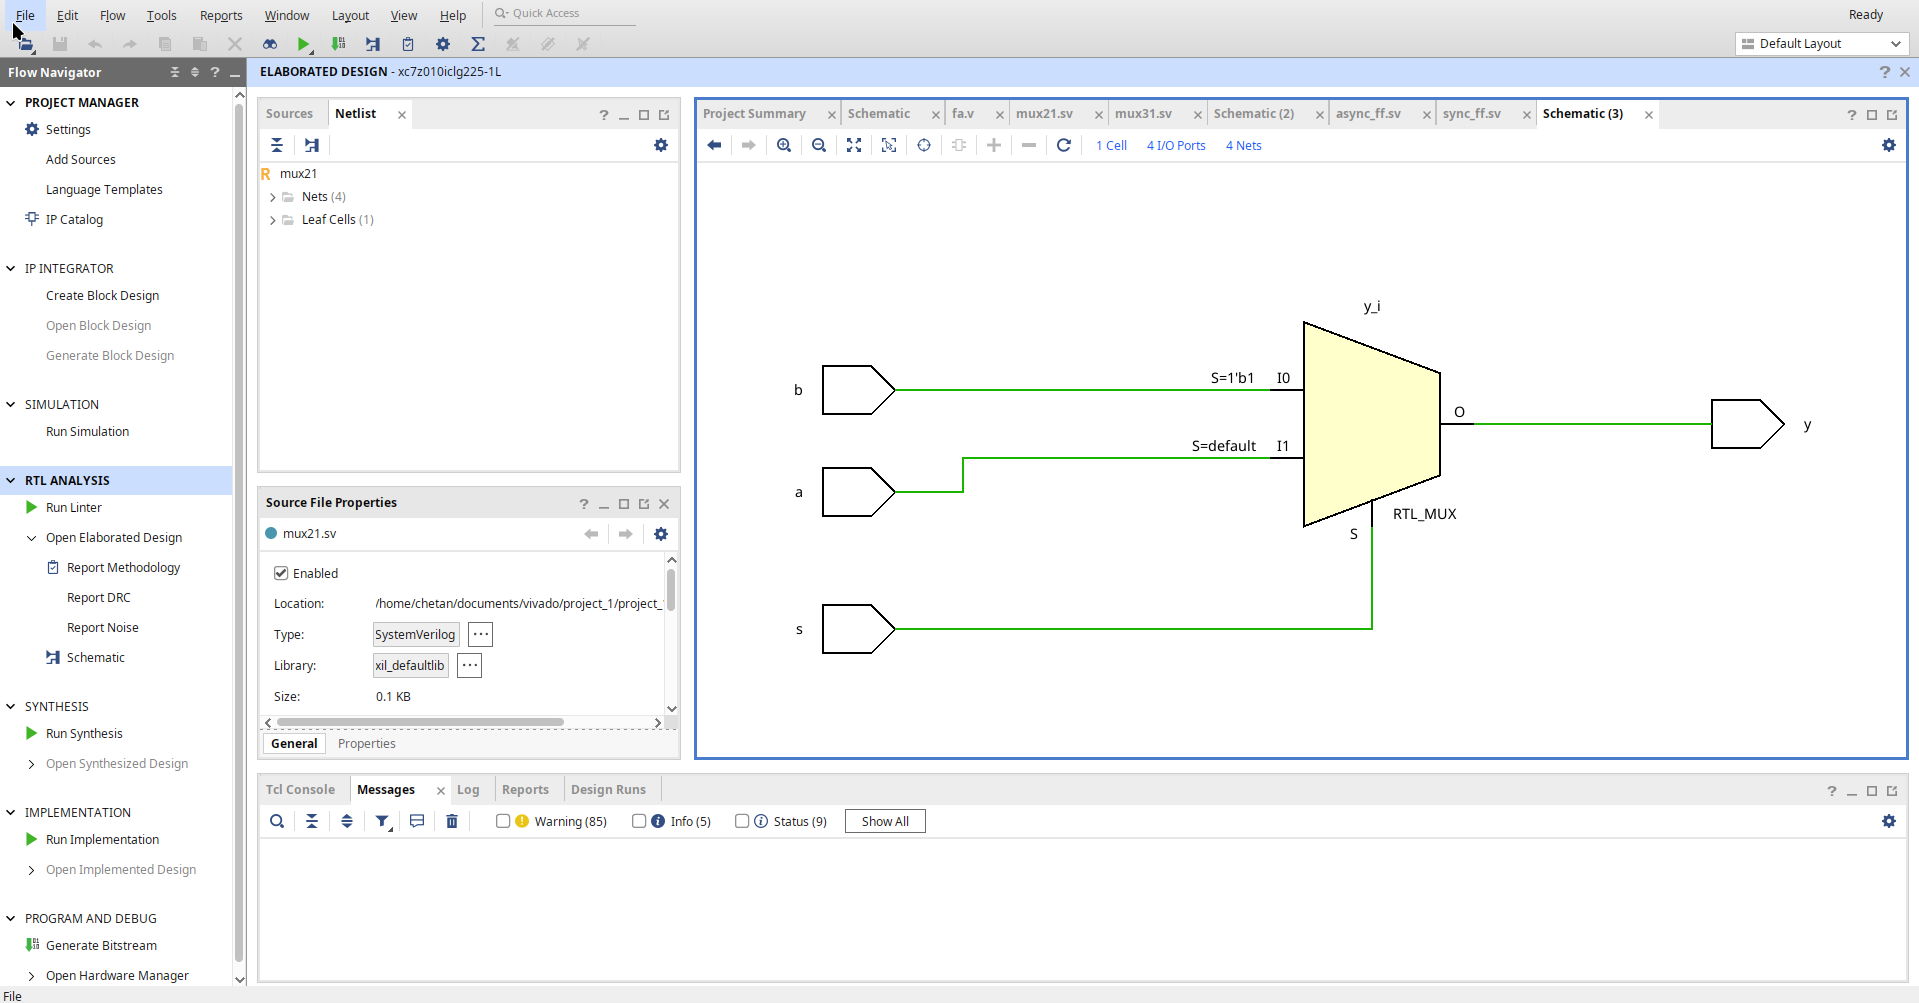 File Edit Flow Tools Reports Window Layout View Help Quick Access Ready
Default Layout
Flow Navigator
ELABORATED DESIGN - xc7z010iclg225-1L
PROJECT MANAGER
Settings
Add Sources
Language Templates
IP Catalog
IP INTEGRATOR
Create Block Design
Open Block Design
Generate Block Design
SIMULATION
Run Simulation
RTL ANALYSIS
Run Linter
Open Elaborated Design
Report Methodology
Report DRC
Report Noise
Schematic
SYNTHESIS
Run Synthesis
Open Synthesized Design
IMPLEMENTATION
Run Implementation
Open Implemented Design
PROGRAM AND DEBUG
Generate Bitstream
Open Hardware Manager
Sources Netlist
R mux21
Nets (4)
Leaf Cells (1)
Source File Properties
mux21.sv
Enabled
Location: /home/chetan/documents/vivado/project_1/project_
Type: SystemVerilog ...
Library: xil_defaultlib ...
Size: 0.1 KB
General Properties
Project Summary Schematic fa.v mux21.sv mux31.sv Schematic (2) async_ff.sv sync_ff.sv Schematic (3)
1 Cell 4 I/O Ports 4 Nets
y_i
b S=1'b1 I0
O
y
a S=default I1
RTL_MUX
S
s
Tcl Console Messages Log Reports Design Runs
Warning (85) Info (5) Status (9) Show All
File